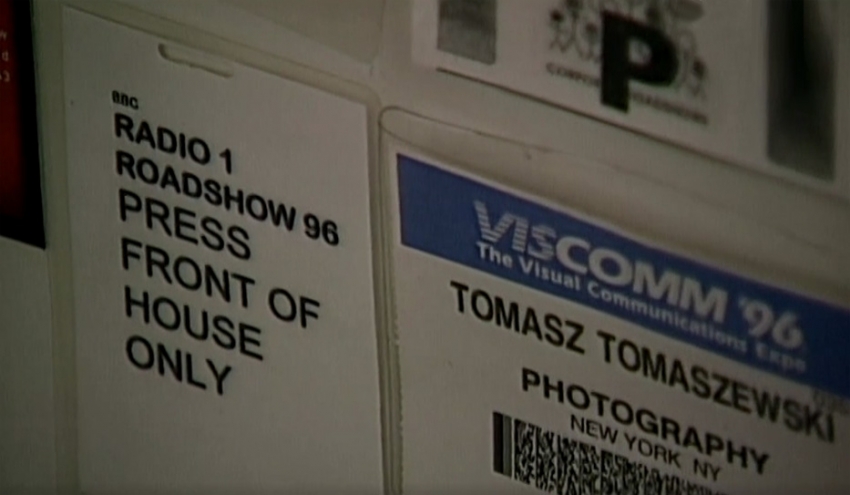 BBC
RADIO 1
ROADSHOW 96
PRESS
FRONT OF
HOUSE
ONLY
P
VISCOMM '96
The Visual Communications Expo
TOMASZ TOMASZEWSKI
PHOTOGRAPHY
NEW YORK NY